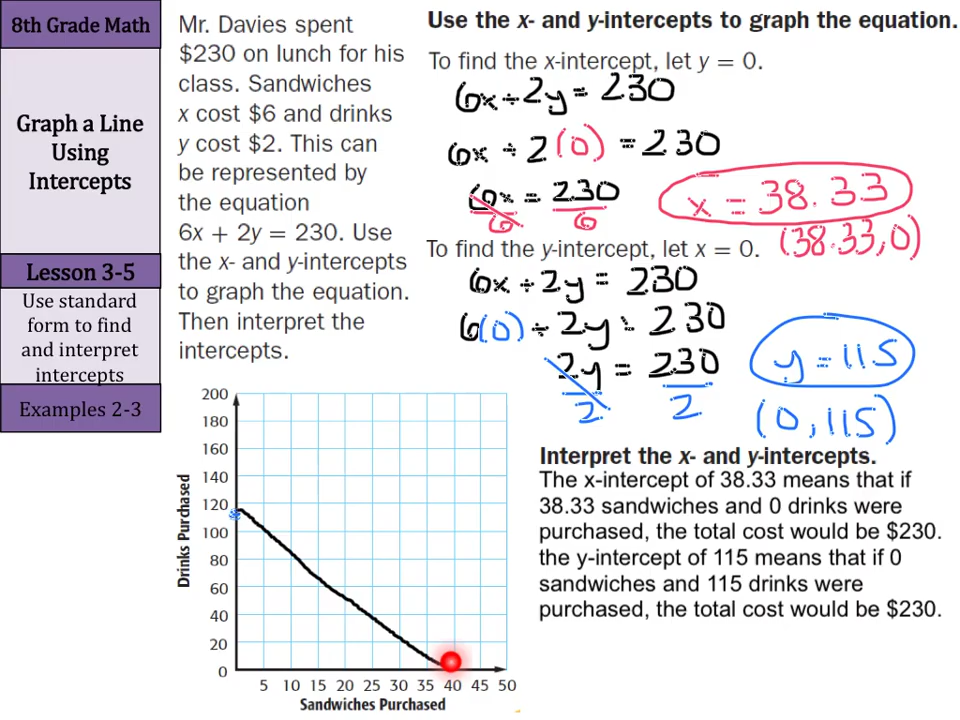 8th Grade Math
Graph a Line
Using
Intercepts
Lesson 3-5
Use standard
form to find
and interpret
intercepts
Examples 2-3
Mr. Davies spent
$230 on lunch for his
class. Sandwiches
x cost $6 and drinks
y cost $2. This can
be represented by
the equation
6x + 2y = 230. Use
the x- and y-intercepts
to graph the equation.
Then interpret the
intercepts.
Use the x- and y-intercepts to graph the equation.
To find the x-intercept, let y = 0.
6x + 2y = 230
6x + 2(0) = 230
6x = 230
6 6
x = 38.33
(38.33,0)
To find the y-intercept, let x = 0.
6x + 2y = 230
6(0) + 2y = 230
2y = 230
2 2
y = 115
(0,115)
Interpret the x- and y-intercepts.
The x-intercept of 38.33 means that if
38.33 sandwiches and 0 drinks were
purchased, the total cost would be $230.
the y-intercept of 115 means that if 0
sandwiches and 115 drinks were
purchased, the total cost would be $230.
Drinks Purchased
200
180
160
140
120
100
80
60
40
20
0
5 10 15 20 25 30 35 40 45 50
Sandwiches Purchased